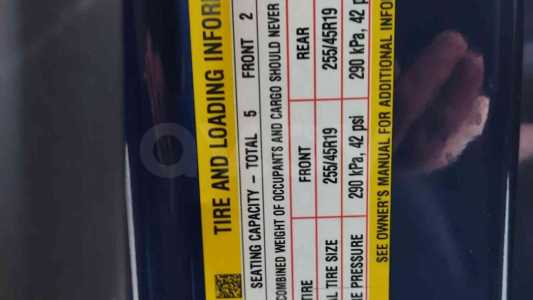 TIRE AND LOADING INFOR
SEATING CAPACITY – TOTAL 5 FRONT 2
COMBINED WEIGHT OF OCCUPANTS AND CARGO SHOULD NEVER
TIRE FRONT REAR
L TIRE SIZE 255/45R19 255/45R19
E PRESSURE 290 kPa, 42 psi 290 kPa, 42 p
SEE OWNER'S MANUAL FOR ADDITIONAL INFO